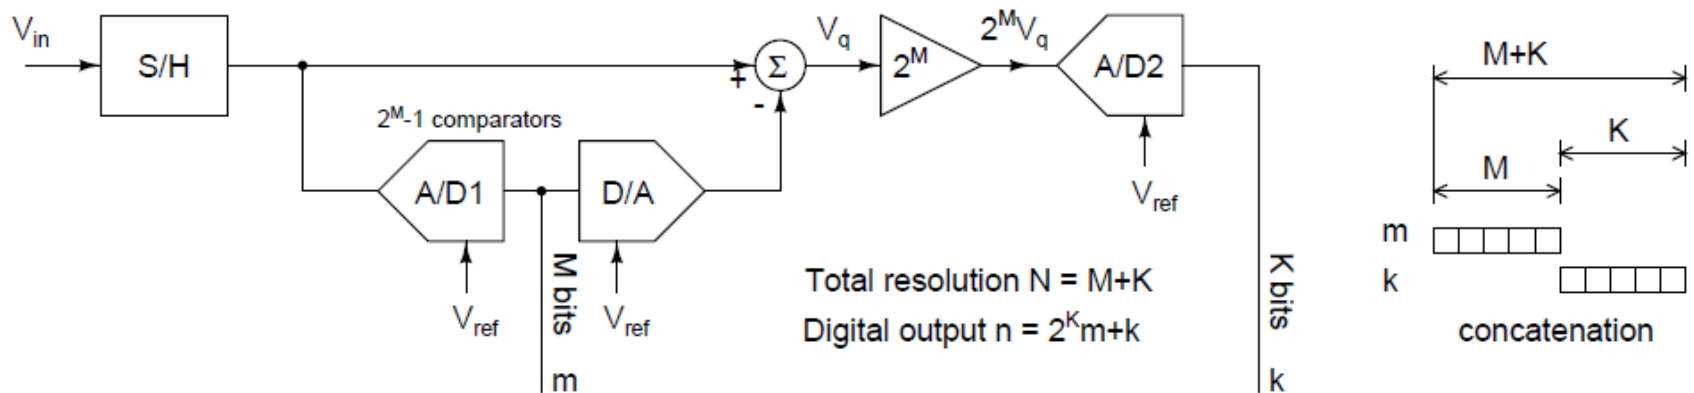 V_in
S/H
+
-
Σ
V_q
2^M
2^M V_q
A/D2
V_ref
2^M-1 comparators
A/D1
D/A
V_ref
V_ref
M bits
m
K bits
k
Total resolution N = M+K
Digital output n = 2^K m+k
M+K
K
M
m
k
concatenation